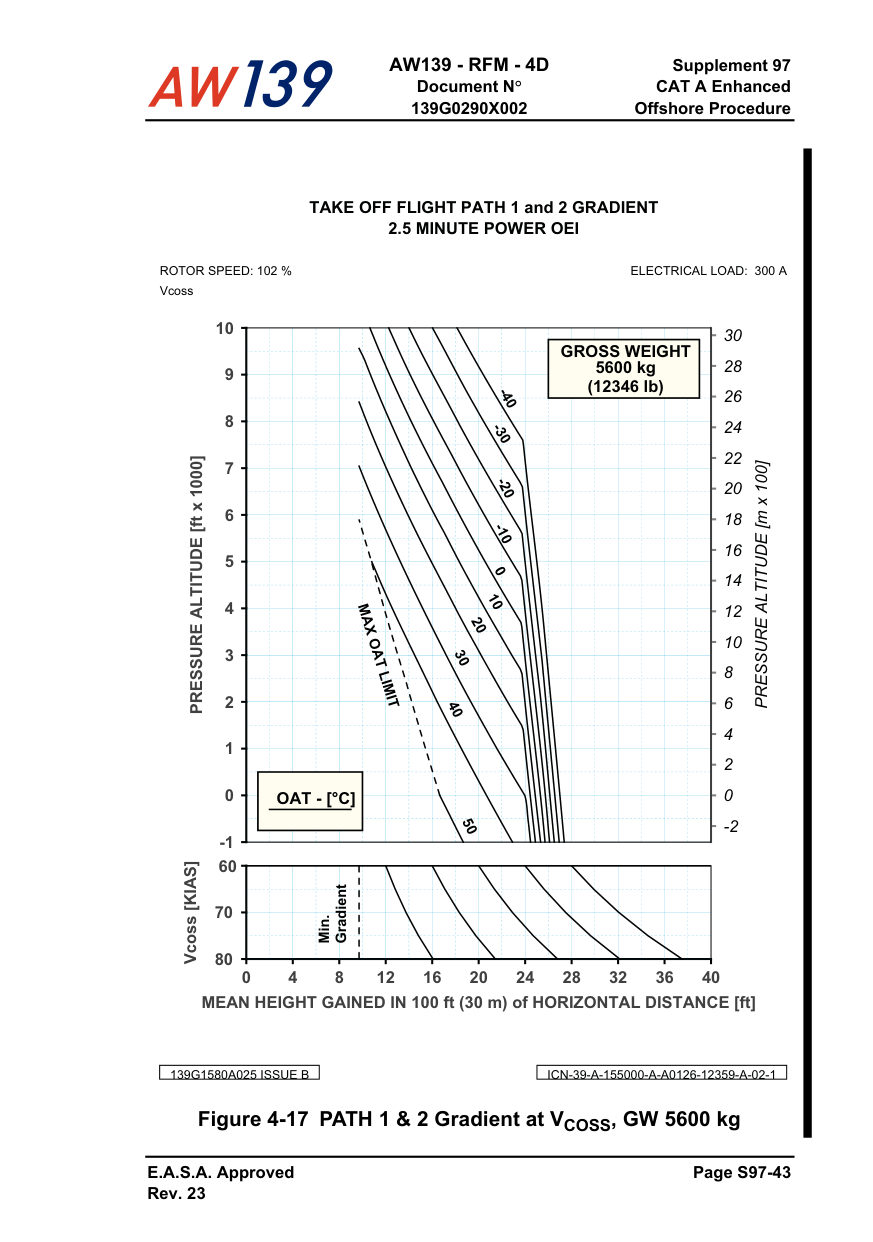 AW139
AW139 - RFM - 4D
Document N°
139G0290X002
Supplement 97
CAT A Enhanced
Offshore Procedure
TAKE OFF FLIGHT PATH 1 and 2 GRADIENT
2.5 MINUTE POWER OEI
ROTOR SPEED: 102 %
ELECTRICAL LOAD: 300 A
Vcoss
GROSS WEIGHT
5600 kg
(12346 lb)
PRESSURE ALTITUDE [ft x 1000]
10
9
8
7
6
5
4
3
2
1
0
-1
30
28
26
24
22
20
18
16
14
12
10
8
6
4
2
0
-2
PRESSURE ALTITUDE [m x 100]
-40
-30
-20
-10
0
10
20
30
40
50
MAX OAT LIMIT
OAT - [°C]
Vcoss [KIAS]
60
70
80
Min.
Gradient
0 4 8 12 16 20 24 28 32 36 40
MEAN HEIGHT GAINED IN 100 ft (30 m) of HORIZONTAL DISTANCE [ft]
139G1580A025 ISSUE B
ICN-39-A-155000-A-A0126-12359-A-02-1
Figure 4-17 PATH 1 & 2 Gradient at VCOSS, GW 5600 kg
E.A.S.A. Approved
Rev. 23
Page S97-43